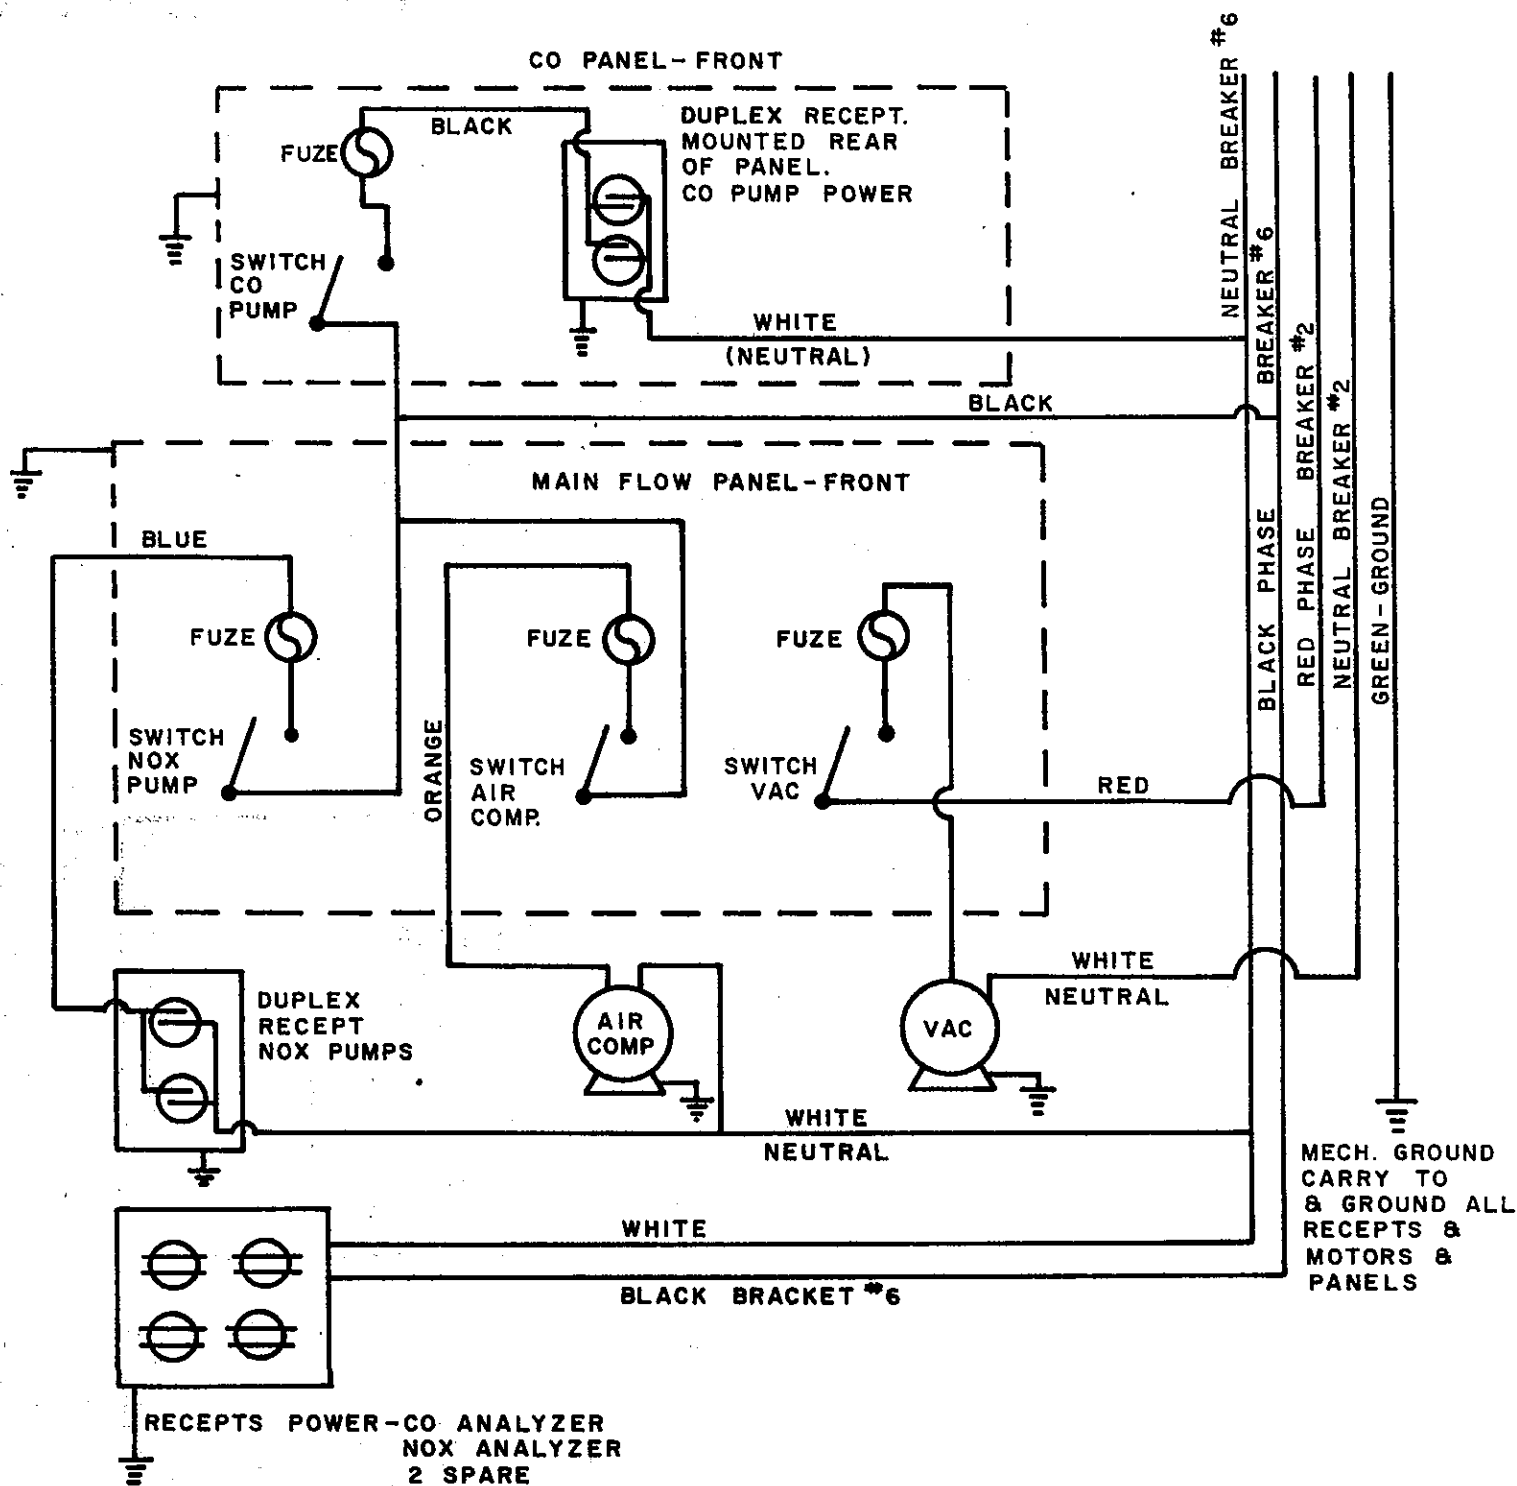 CO PANEL-FRONT
BLACK
FUZE
DUPLEX RECEPT.
MOUNTED REAR
OF PANEL.
CO PUMP POWER
SWITCH
CO
PUMP
WHITE
(NEUTRAL)
BLACK
NEUTRAL BREAKER #6
BLACK PHASE BREAKER #6
RED PHASE BREAKER #2
NEUTRAL BREAKER #2
GREEN-GROUND
MAIN FLOW PANEL-FRONT
BLUE
FUZE
FUZE
FUZE
SWITCH
NOX
PUMP
ORANGE
SWITCH
AIR
COMP.
SWITCH
VAC
RED
DUPLEX
RECEPT
NOX PUMPS
AIR
COMP
VAC
WHITE
NEUTRAL
WHITE
NEUTRAL
MECH. GROUND
CARRY TO
& GROUND ALL
RECEPTS &
MOTORS &
PANELS
WHITE
BLACK BRACKET #6
RECEPTS POWER-CO ANALYZER
NOX ANALYZER
2 SPARE